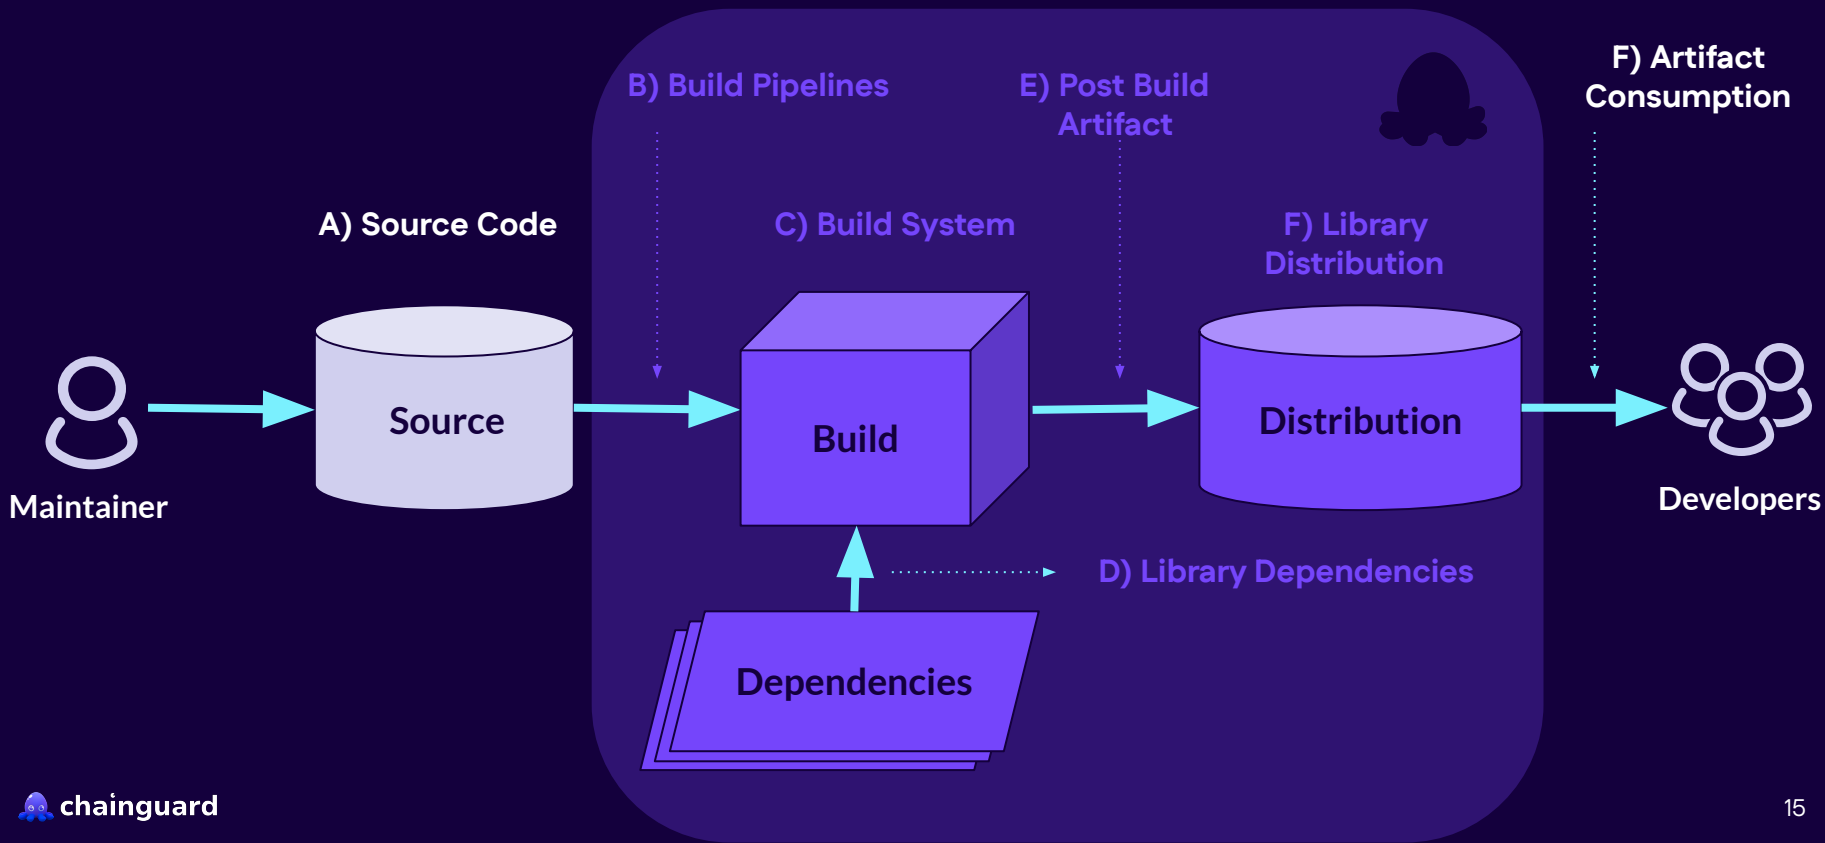 B) Build Pipelines
E) Post Build
Artifact
F) Artifact
Consumption
A) Source Code
C) Build System
F) Library
Distribution
Source
Build
Distribution
Maintainer
Developers
D) Library Dependencies
Dependencies
chainguard
15